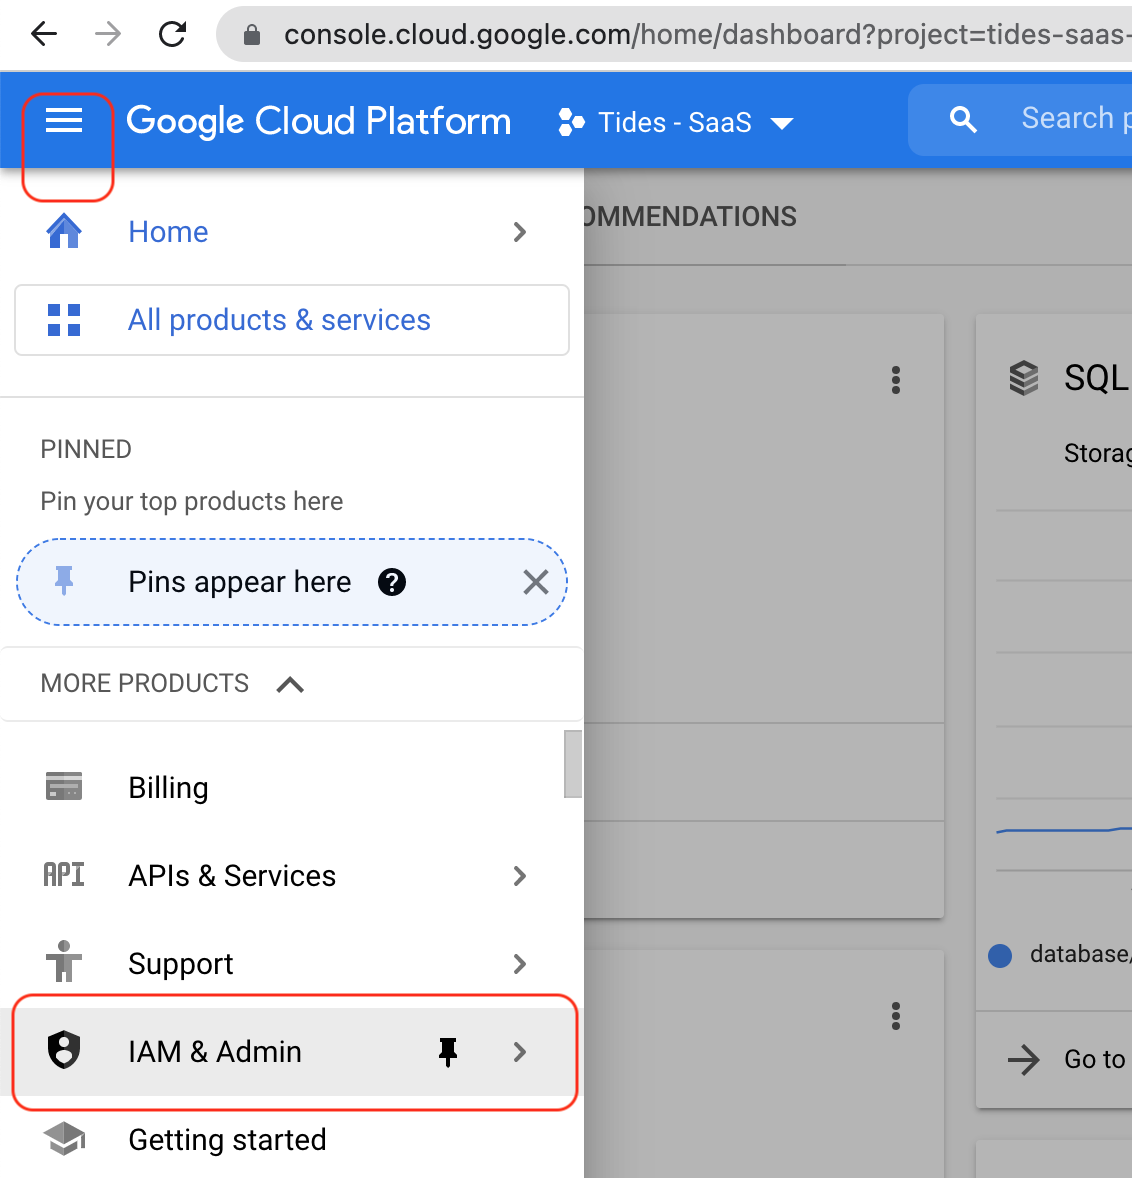 console.cloud.google.com/home/dashboard?project=tides-saas-
Google Cloud Platform
Tides - SaaS
Search p
Home
OMMENDATIONS
All products & services
SQL
Storag
PINNED
Pin your top products here
Pins appear here
MORE PRODUCTS
Billing
API
APIs & Services
Support
database/
IAM & Admin
Go to
Getting started